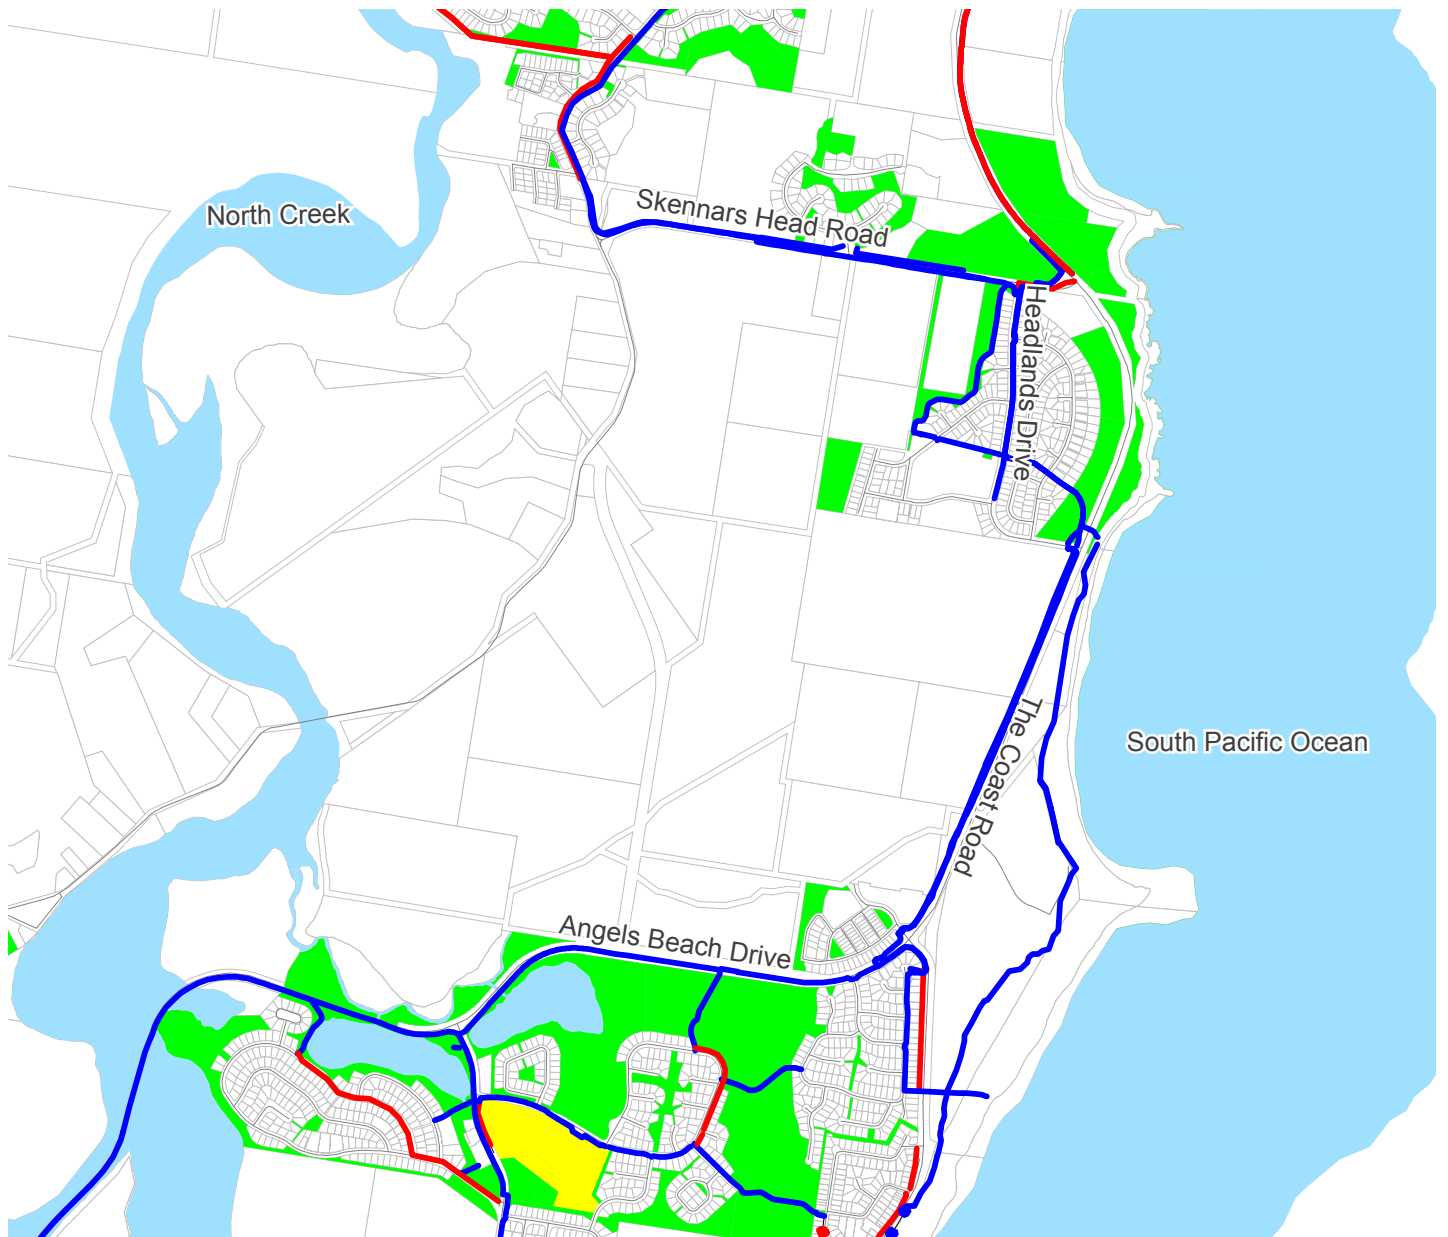 North Creek
Skennars Head Road
Headlands Drive
The Coast Road
South Pacific Ocean
Angels Beach Drive